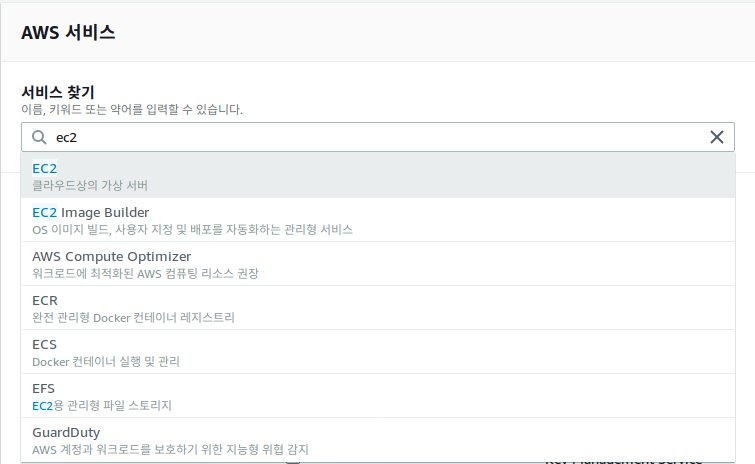 AWS 서비스
서비스 찾기
이름, 키워드 또는 약어를 입력할 수 있습니다.
ec2
EC2
클라우드상의 가상 서버
EC2 Image Builder
OS 이미지 빌드, 사용자 지정 및 배포를 자동화하는 관리형 서비스
AWS Compute Optimizer
워크로드에 최적화된 AWS 컴퓨팅 리소스 권장
ECR
완전 관리형 Docker 컨테이너 레지스트리
ECS
Docker 컨테이너 실행 및 관리
EFS
EC2용 관리형 파일 스토리지
GuardDuty
AWS 계정과 워크로드를 보호하기 위한 지능형 위협 감지